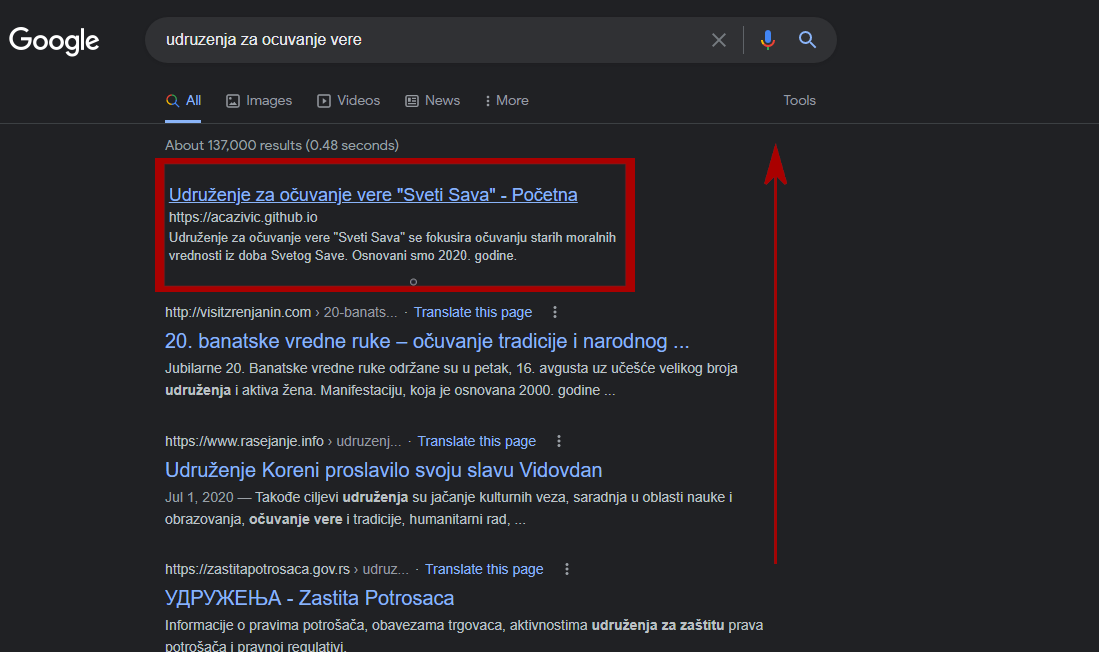 Google
udruzenja za ocuvanje vere
All Images Videos News More Tools
About 137,000 results (0.48 seconds)
Udruženje za očuvanje vere "Sveti Sava" - Početna
https://acazivic.github.io
Udruženje za očuvanje vere "Sveti Sava" se fokusira očuvanju starih moralnih
vrednosti iz doba Svetog Save. Osnovani smo 2020. godine.
http://visitzrenjanin.com › 20-banats... · Translate this page
20. banatske vredne ruke – očuvanje tradicije i narodnog ...
Jubilarne 20. Banatske vredne ruke održane su u petak, 16. avgusta uz učešće velikog broja
udruženja i aktiva žena. Manifestaciju, koja je osnovana 2000. godine ...
https://www.rasejanje.info › udruzenj... · Translate this page
Udruženje Koreni proslavilo svoju slavu Vidovdan
Jul 1, 2020 — Takođe ciljevi udruženja su jačanje kulturnih veza, saradnja u oblasti nauke i
obrazovanja, očuvanje vere i tradicije, humanitarni rad, ...
https://zastitapotrosaca.gov.rs › udruz... · Translate this page
УДРУЖЕЊА - Zastita Potrosaca
Informacije o pravima potrošača, obavezama trgovaca, aktivnostima udruženja za zaštitu prava
potrošača i pravnoj regulativi.